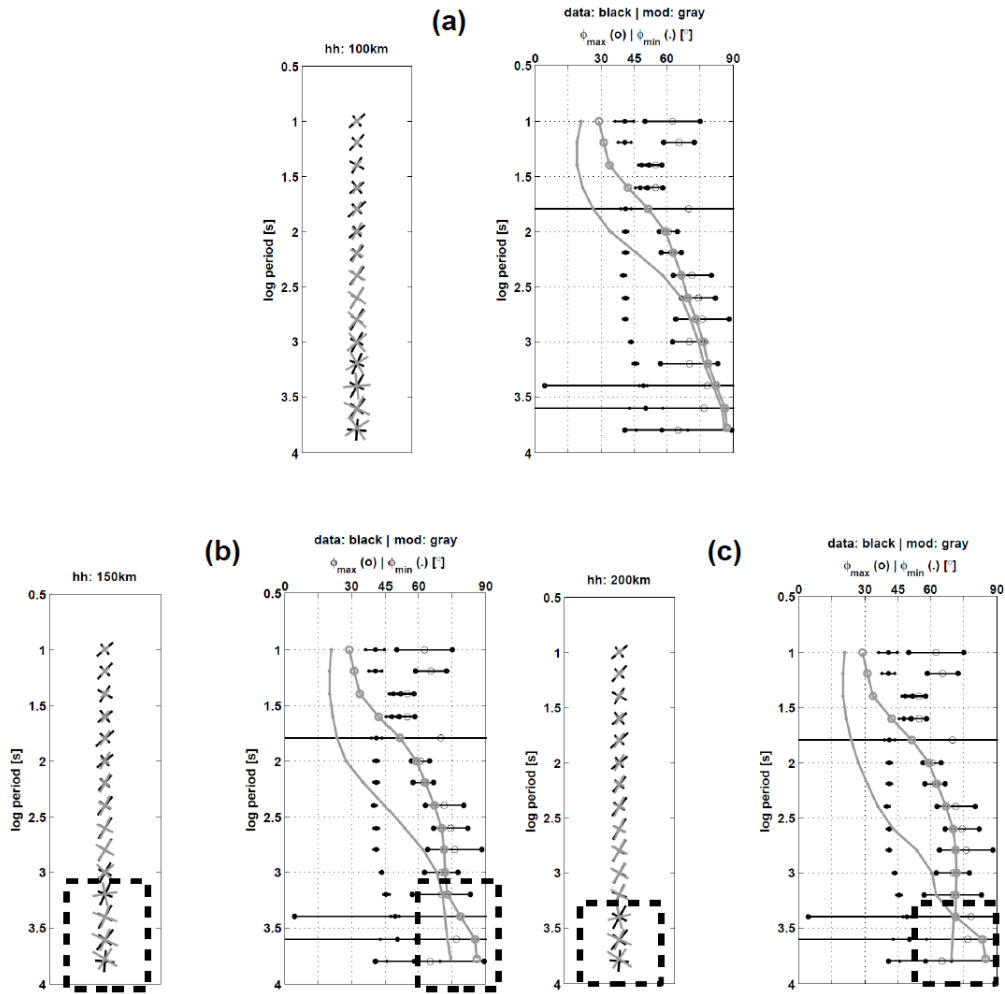 (a)
data: black | mod: gray
ϕmax (o) | ϕmin (.) [°]
hh: 100km
0 30 45 60 90
0.5
1
1.5
2
2.5
3
3.5
4
log period [s]
0.5
1
1.5
2
2.5
3
3.5
4
log period [s]
(b)
data: black | mod: gray
ϕmax (o) | ϕmin (.) [°]
hh: 150km
0 30 45 60 90
0.5
1
1.5
2
2.5
3
3.5
4
log period [s]
0.5
1
1.5
2
2.5
3
3.5
4
log period [s]
(c)
data: black | mod: gray
ϕmax (o) | ϕmin (.) [°]
hh: 200km
0 30 45 60 90
0.5
1
1.5
2
2.5
3
3.5
4
log period [s]
0.5
1
1.5
2
2.5
3
3.5
4
log period [s]